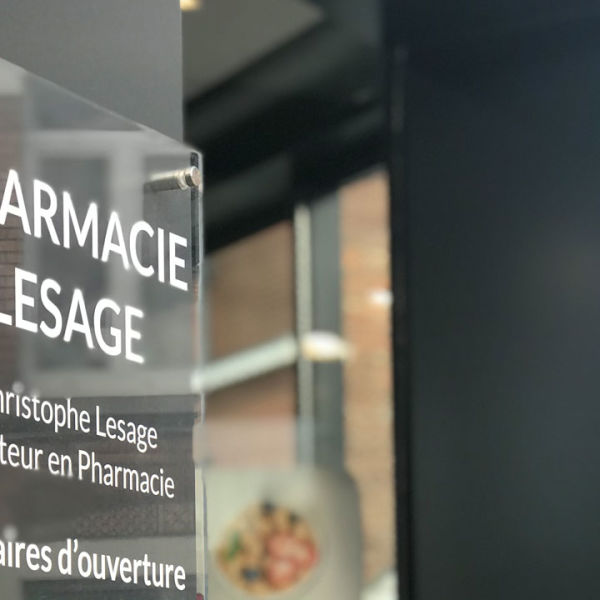 ARMACIE
LESAGE
hristophe Lesage
teur en Pharmacie
aires d'ouverture